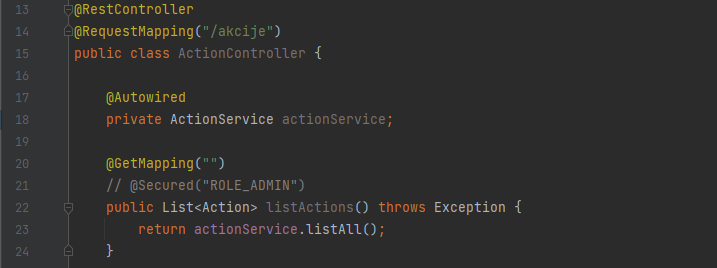 13 @RestController
14 @RequestMapping("/akcije")
15 public class ActionController {
16
17 @Autowired
18 private ActionService actionService;
19
20 @GetMapping("")
21 // @Secured("ROLE_ADMIN")
22 public List<Action> listActions() throws Exception {
23 return actionService.listAll();
24 }